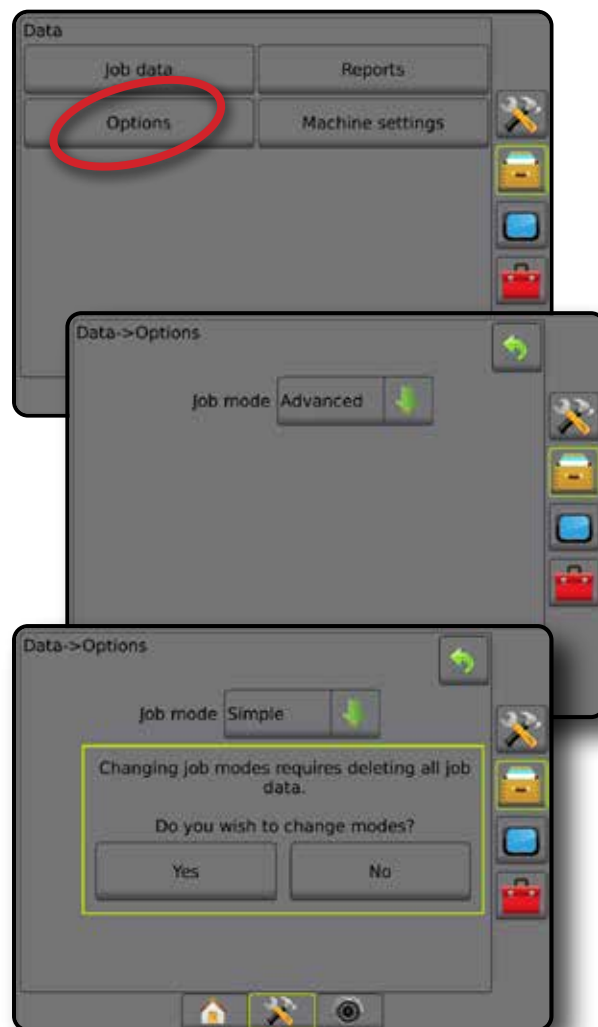 Data
Job data
Reports
Options
Machine settings
Data->Options
Job mode Advanced
Data->Options
Job mode Simple
Changing job modes requires deleting all job
data.
Do you wish to change modes?
Yes
No